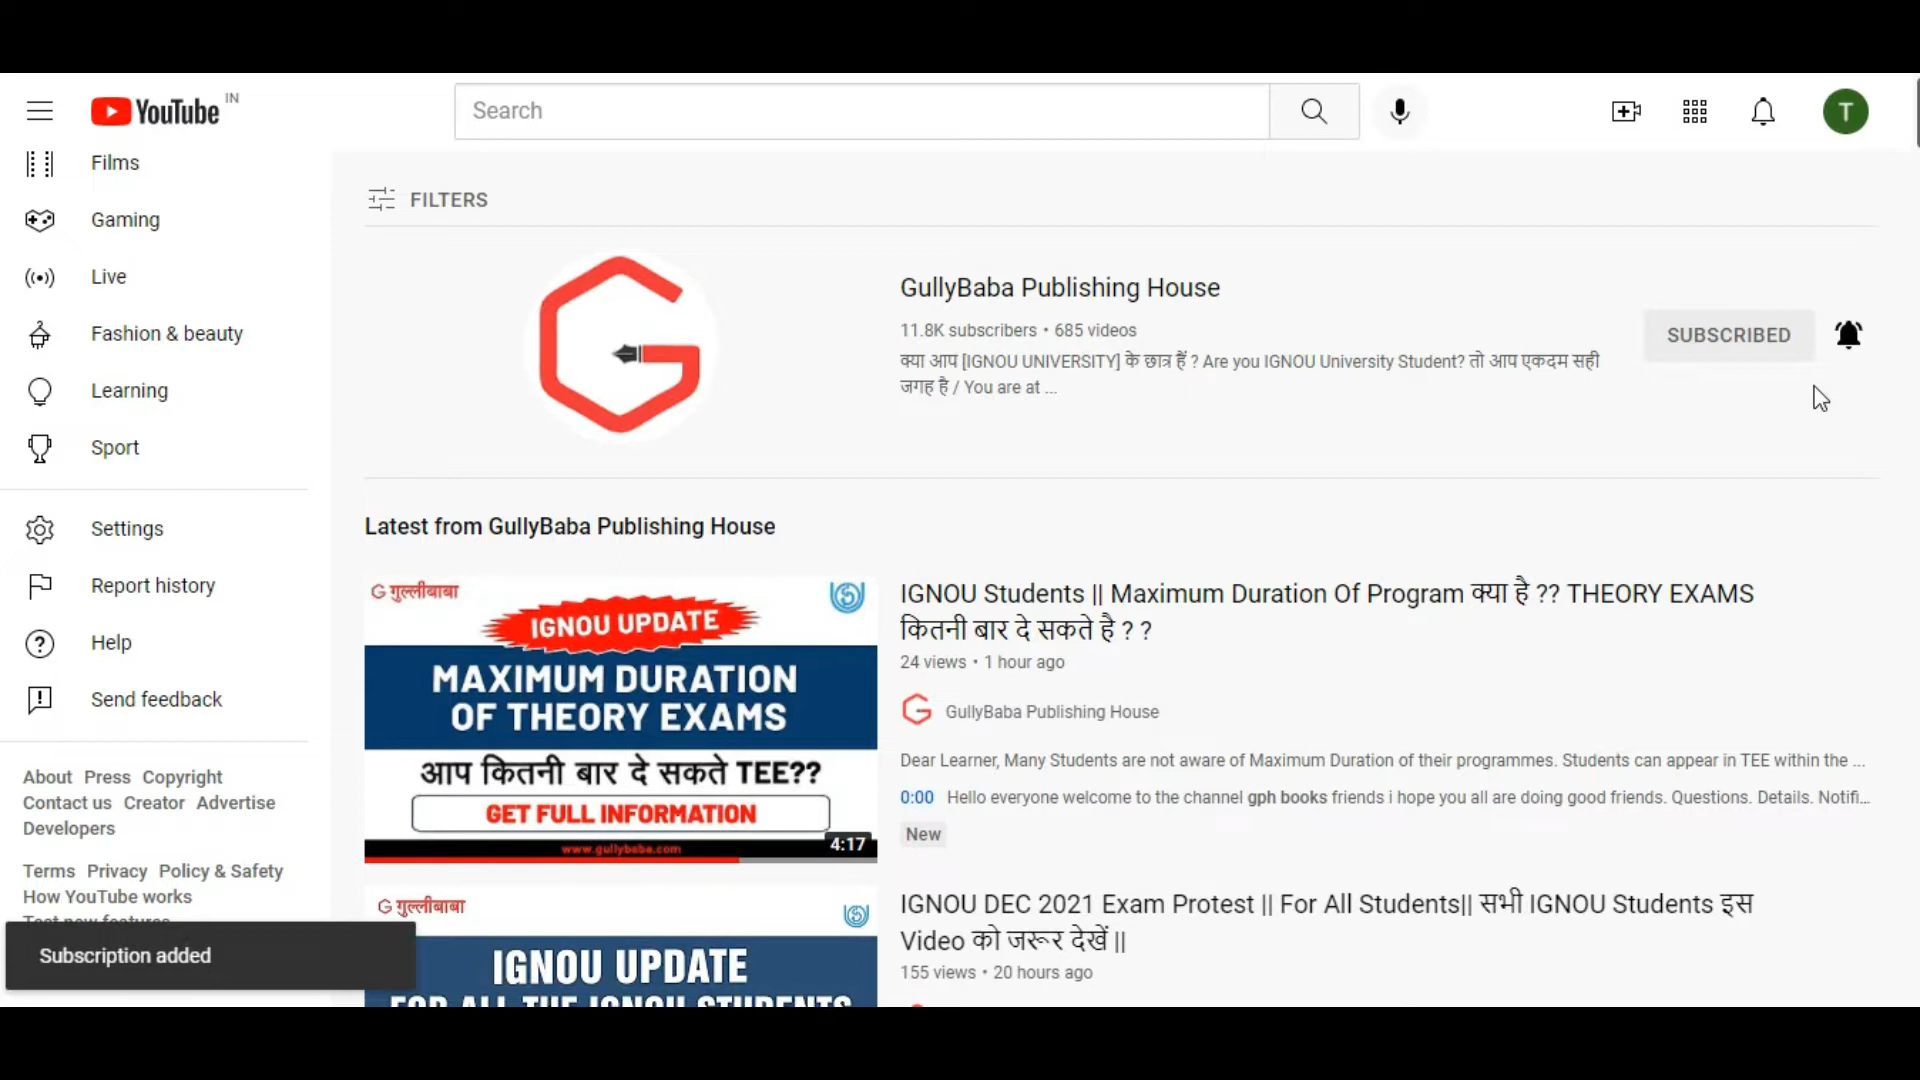 YouTube IN
Search
T
Films
Gaming
Live
Fashion & beauty
Learning
Sport
Settings
Report history
Help
Send feedback
About Press Copyright
Contact us Creator Advertise
Developers
Terms Privacy Policy & Safety
How YouTube works
Test new features
Subscription added
FILTERS
GullyBaba Publishing House
11.8K subscribers • 685 videos
क्या आप [IGNOU UNIVERSITY] के छात्र हैं ? Are you IGNOU University Student? तो आप एकदम सही
जगह है / You are at ...
SUBSCRIBED
Latest from GullyBaba Publishing House
G गुल्लीबाबा
IGNOU UPDATE
MAXIMUM DURATION
OF THEORY EXAMS
आप कितनी बार दे सकते TEE??
GET FULL INFORMATION
www.gullybaba.com
4:17
IGNOU Students || Maximum Duration Of Program क्या है ?? THEORY EXAMS
कितनी बार दे सकते है ? ?
24 views • 1 hour ago
GullyBaba Publishing House
Dear Learner, Many Students are not aware of Maximum Duration of their programmes. Students can appear in TEE within the ...
0:00 Hello everyone welcome to the channel gph books friends i hope you all are doing good friends. Questions. Details. Notifi...
New
G गुल्लीबाबा
IGNOU UPDATE
FOR ALL THE IGNOU STUDENTS
IGNOU DEC 2021 Exam Protest || For All Students|| सभी IGNOU Students इस
Video को जरूर देखें ||
155 views • 20 hours ago